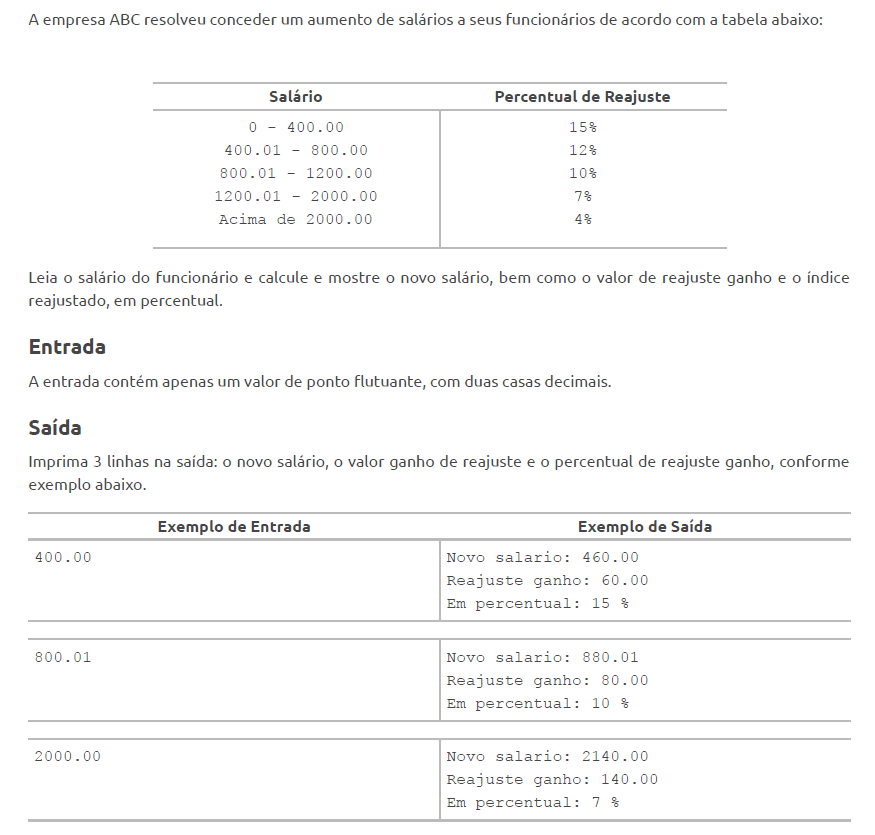 A empresa ABC resolveu conceder um aumento de salários a seus funcionários de acordo com a tabela abaixo:
Salário Percentual de Reajuste
0 - 400.00 15%
400.01 - 800.00 12%
800.01 - 1200.00 10%
1200.01 - 2000.00 7%
Acima de 2000.00 4%
Leia o salário do funcionário e calcule e mostre o novo salário, bem como o valor de reajuste ganho e o índice
reajustado, em percentual.
Entrada
A entrada contém apenas um valor de ponto flutuante, com duas casas decimais.
Saída
Imprima 3 linhas na saída: o novo salário, o valor ganho de reajuste e o percentual de reajuste ganho, conforme
exemplo abaixo.
Exemplo de Entrada Exemplo de Saída
400.00 Novo salario: 460.00
Reajuste ganho: 60.00
Em percentual: 15 %
800.01 Novo salario: 880.01
Reajuste ganho: 80.00
Em percentual: 10 %
2000.00 Novo salario: 2140.00
Reajuste ganho: 140.00
Em percentual: 7 %